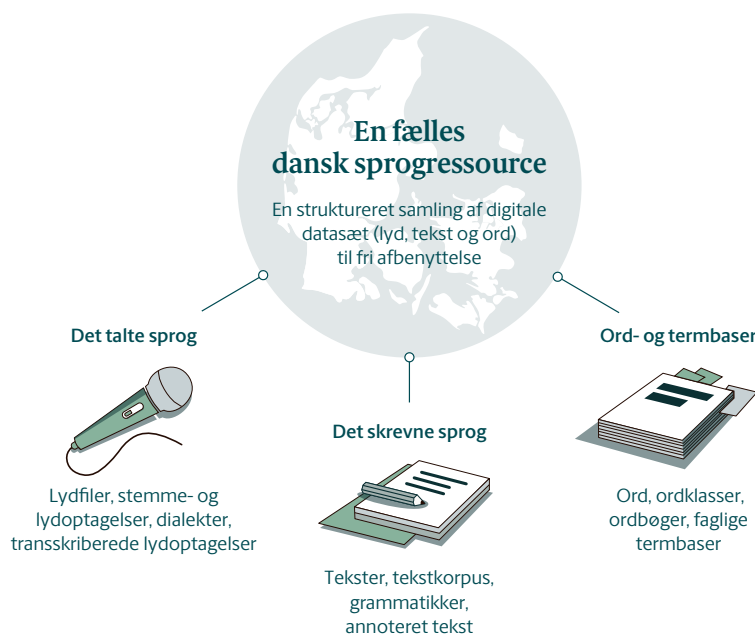 En fælles
dansk sprogressource
En struktureret samling af digitale
datasæt (lyd, tekst og ord)
til fri afbenyttelse
Det talte sprog
Lydfiler, stemme- og
lydoptagelser, dialekter,
transskriberede lydoptagelser
Det skrevne sprog
Tekster, tekstkorpus,
grammatikker,
annoteret tekst
Ord- og termbaser
Ord, ordklasser,
ordbøger, faglige
termbaser